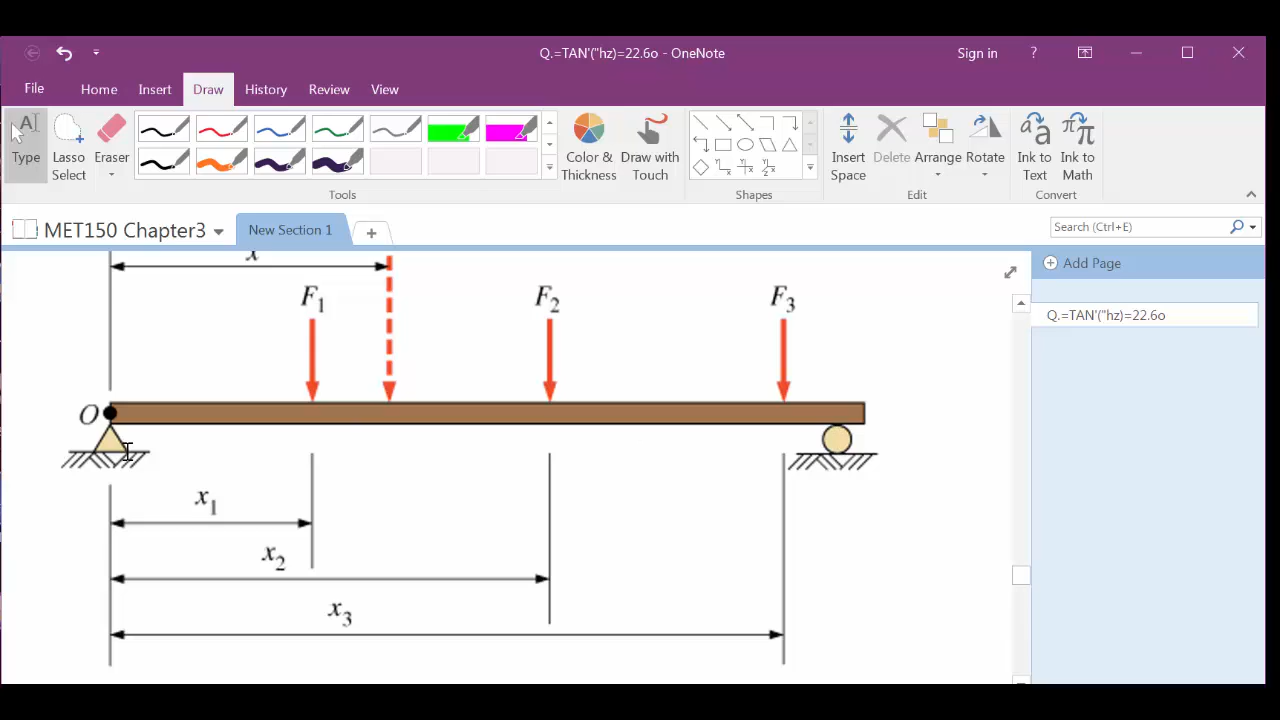 Q.=TAN'("hz)=22.6o - OneNote
Sign in
?
File
Home
Insert
Draw
History
Review
View
Type
Lasso Select
Eraser
Color & Thickness
Draw with Touch
Insert Space
Delete
Arrange
Rotate
Ink to Text
Ink to Math
Tools
Shapes
Edit
Convert
MET150 Chapter3
New Section 1
Search (Ctrl+E)
Add Page
Q.=TAN'("hz)=22.6o
x
F1
F2
F3
O
x1
x2
x3